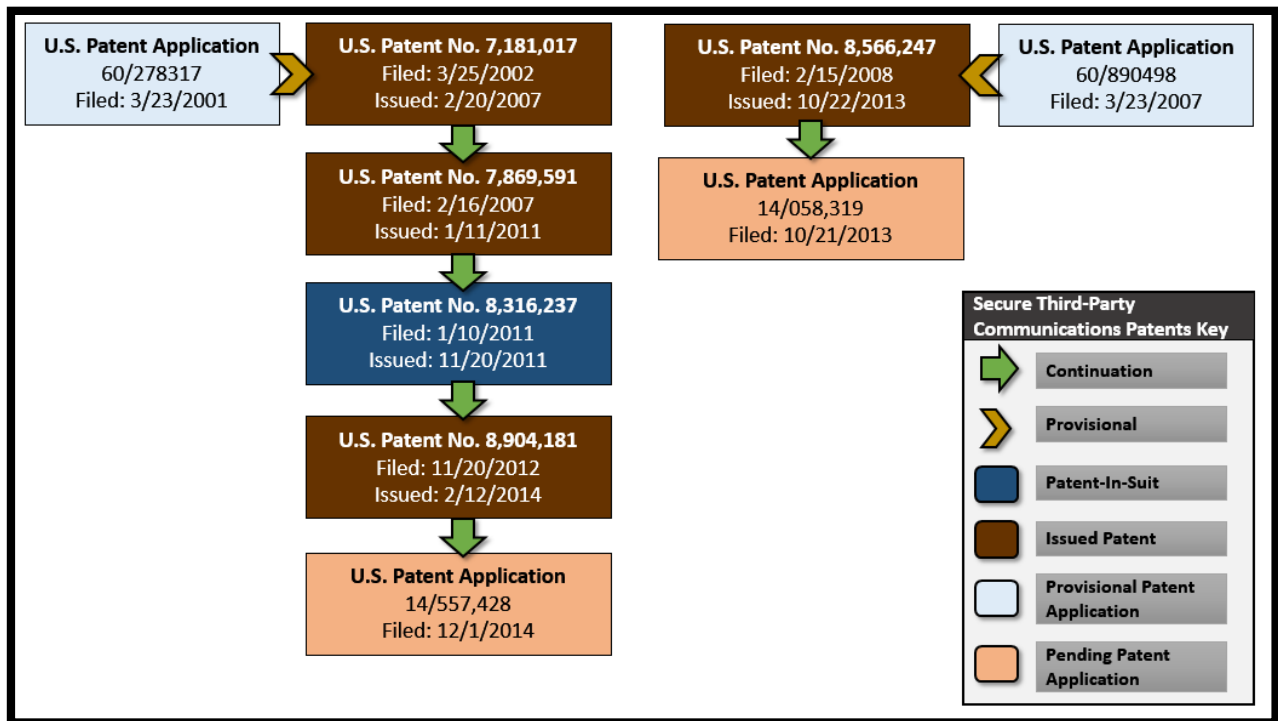 U.S. Patent Application
60/278317
Filed: 3/23/2001
U.S. Patent No. 7,181,017
Filed: 3/25/2002
Issued: 2/20/2007
U.S. Patent No. 7,869,591
Filed: 2/16/2007
Issued: 1/11/2011
U.S. Patent No. 8,316,237
Filed: 1/10/2011
Issued: 11/20/2011
U.S. Patent No. 8,904,181
Filed: 11/20/2012
Issued: 2/12/2014
U.S. Patent Application
14/557,428
Filed: 12/1/2014
U.S. Patent No. 8,566,247
Filed: 2/15/2008
Issued: 10/22/2013
U.S. Patent Application
60/890498
Filed: 3/23/2007
U.S. Patent Application
14/058,319
Filed: 10/21/2013
Secure Third-Party
Communications Patents Key
Continuation
Provisional
Patent-In-Suit
Issued Patent
Provisional Patent
Application
Pending Patent
Application